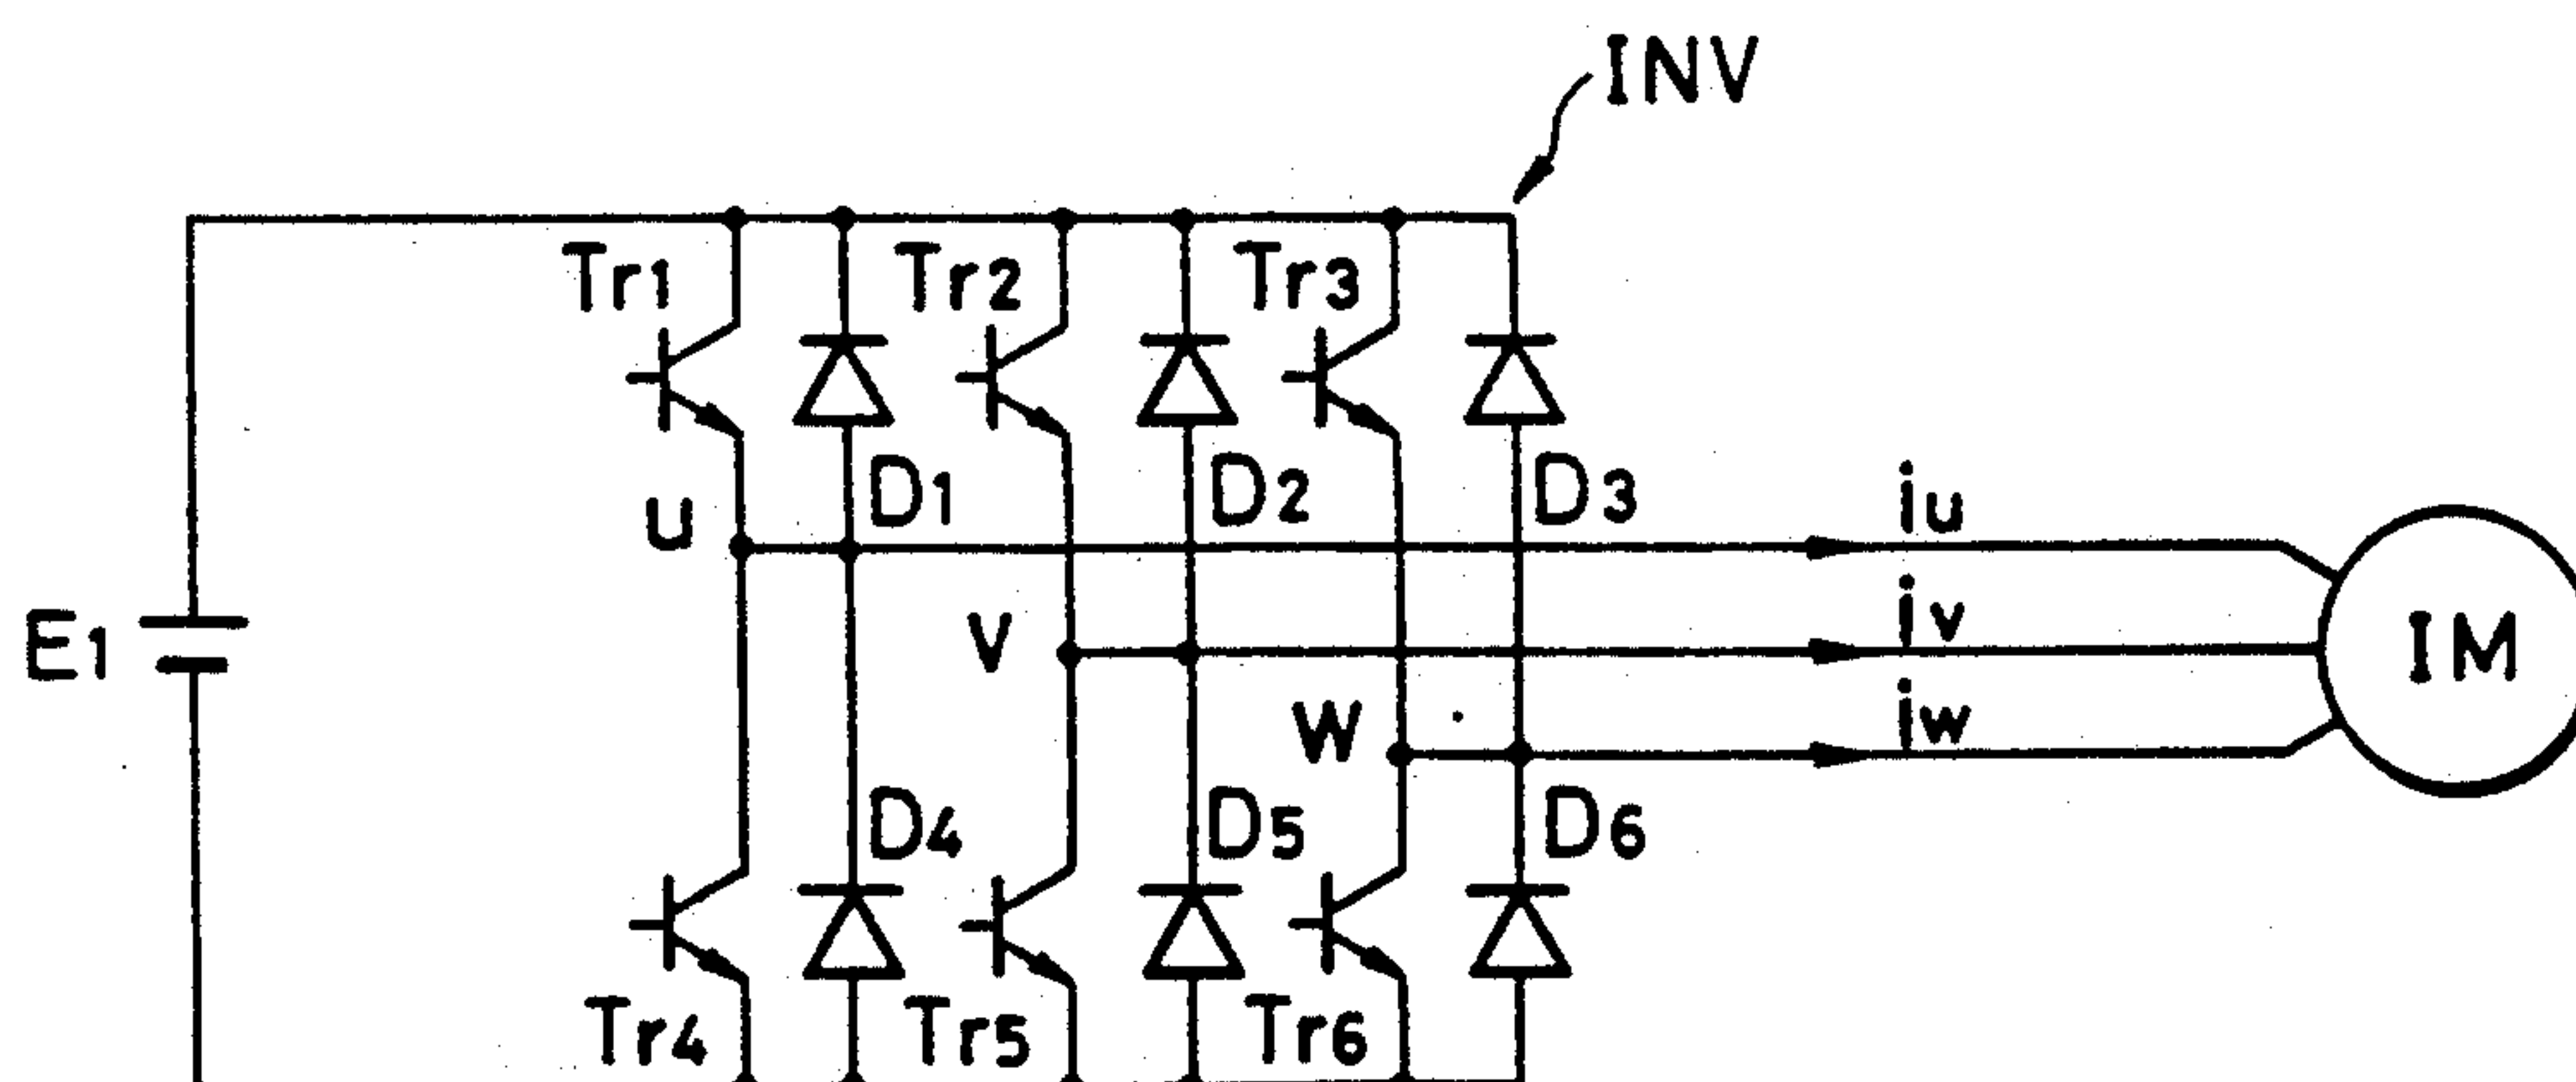 INV
Tr1 Tr2 Tr3
D1 D2 D3
u iu
E1 v iv IM
w iw
D4 D5 D6
Tr4 Tr5 Tr6